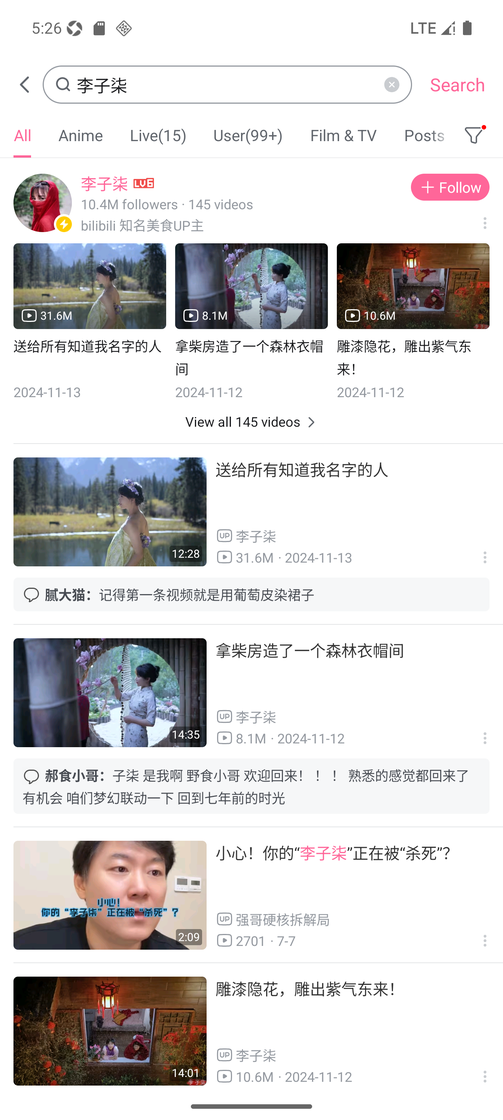 5:26
LTE
李子柒
Search
All
Anime
Live(15)
User(99+)
Film & TV
Posts
李子柒 LV6
10.4M followers · 145 videos
bilibili 知名美食UP主
Follow
31.6M
8.1M
10.6M
送给所有知道我名字的人
拿柴房造了一个森林衣帽
间
雕漆隐花，雕出紫气东
来！
2024-11-13
2024-11-12
2024-11-12
View all 145 videos
送给所有知道我名字的人
12:28
UP 李子柒
31.6M · 2024-11-13
腻大猫：记得第一条视频就是用葡萄皮染裙子
拿柴房造了一个森林衣帽间
14:35
UP 李子柒
8.1M · 2024-11-12
郝食小哥：子柒 是我啊 野食小哥 欢迎回来！ ！ ！ 熟悉的感觉都回来了
有机会 咱们梦幻联动一下 回到七年前的时光
小心！你的“李子柒”正在被“杀死”？
小心！
你的“李子柒”正在被“杀死”？
2:09
UP 强哥硬核拆解局
2701 · 7-7
雕漆隐花，雕出紫气东来！
14:01
UP 李子柒
10.6M · 2024-11-12